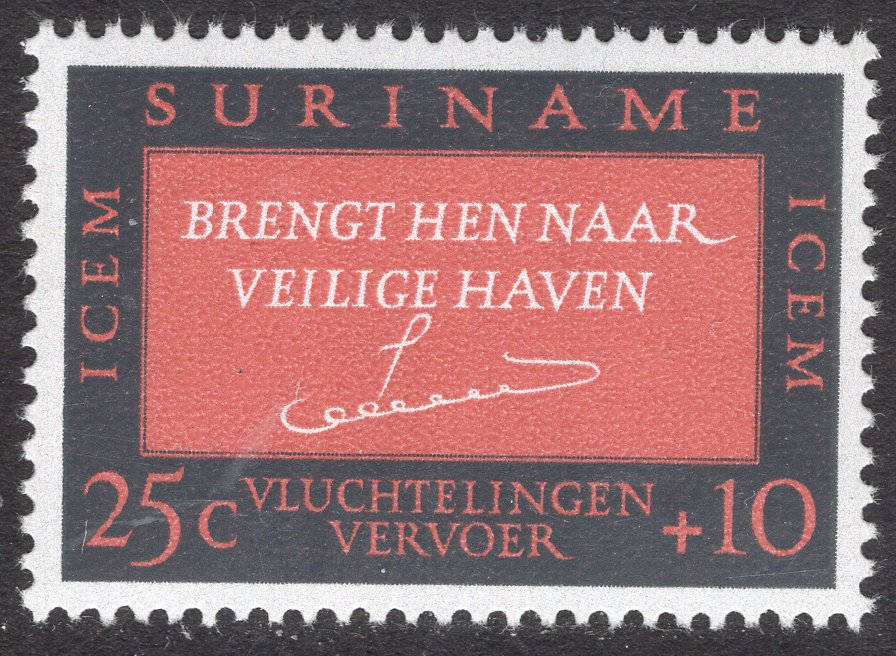 SURINAME
ICEM
BRENGT HEN NAAR
VEILIGE HAVEN
ICEM
25c
VLUCHTELINGEN
VERVOER
+10